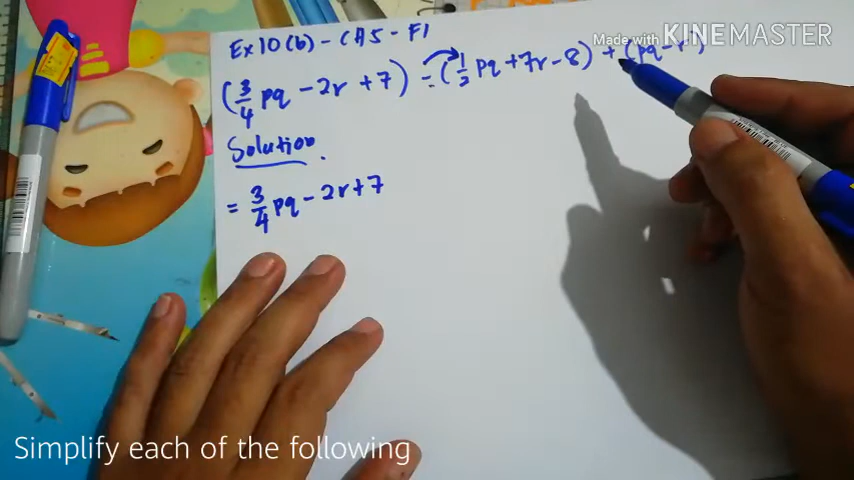 Made with KINEMASTER
Ex 10 (b) - CA5 - F1
(3/4 pq - 2r + 7) - (1/2 pq + 7r - 8) + (pq - r)
Solution.
= 3/4 pq - 2r + 7
Simplify each of the following